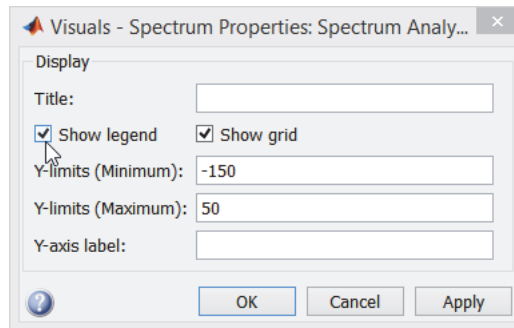 Visuals - Spectrum Properties: Spectrum Analy...
Display
Title:
Show legend Show grid
Y-limits (Minimum): -150
Y-limits (Maximum): 50
Y-axis label:
OK Cancel Apply